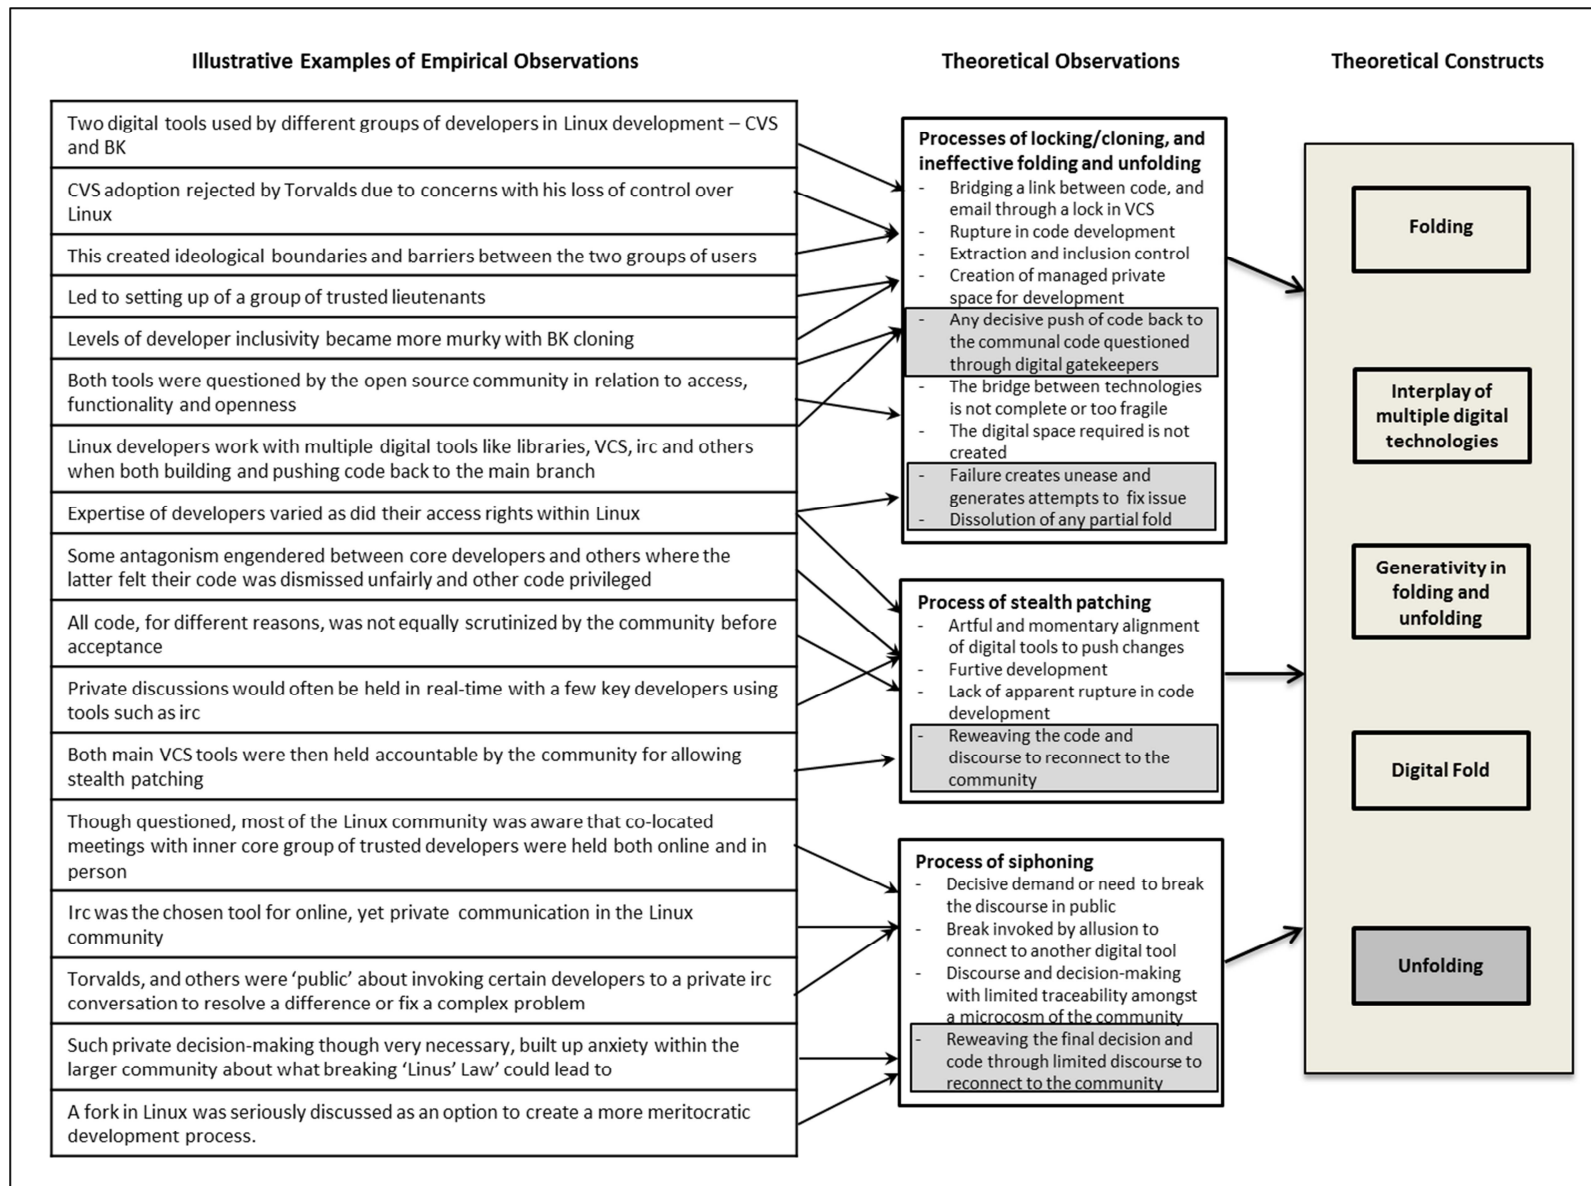 Illustrative Examples of Empirical Observations
Two digital tools used by different groups of developers in Linux development – CVS
and BK
CVS adoption rejected by Torvalds due to concerns with his loss of control over
Linux
This created ideological boundaries and barriers between the two groups of users
Led to setting up of a group of trusted lieutenants
Levels of developer inclusivity became more murky with BK cloning
Both tools were questioned by the open source community in relation to access,
functionality and openness
Linux developers work with multiple digital tools like libraries, VCS, irc and others
when both building and pushing code back to the main branch
Expertise of developers varied as did their access rights within Linux
Some antagonism engendered between core developers and others where the
latter felt their code was dismissed unfairly and other code privileged
All code, for different reasons, was not equally scrutinized by the community before
acceptance
Private discussions would often be held in real-time with a few key developers using
tools such as irc
Both main VCS tools were then held accountable by the community for allowing
stealth patching
Though questioned, most of the Linux community was aware that co-located
meetings with inner core group of trusted developers were held both online and in
person
Irc was the chosen tool for online, yet private communication in the Linux
community
Torvalds, and others were ‘public’ about invoking certain developers to a private irc
conversation to resolve a difference or fix a complex problem
Such private decision-making though very necessary, built up anxiety within the
larger community about what breaking ‘Linus’ Law’ could lead to
A fork in Linux was seriously discussed as an option to create a more meritocratic
development process.
Theoretical Observations
Processes of locking/cloning, and
ineffective folding and unfolding
- Bridging a link between code, and
email through a lock in VCS
- Rupture in code development
- Extraction and inclusion control
- Creation of managed private
space for development
- Any decisive push of code back to
the communal code questioned
through digital gatekeepers
- The bridge between technologies
is not complete or too fragile
- The digital space required is not
created
- Failure creates unease and
generates attempts to fix issue
- Dissolution of any partial fold
Process of stealth patching
- Artful and momentary alignment
of digital tools to push changes
- Furtive development
- Lack of apparent rupture in code
development
- Reweaving the code and
discourse to reconnect to the
community
Process of siphoning
- Decisive demand or need to break
the discourse in public
- Break invoked by allusion to
connect to another digital tool
- Discourse and decision-making
with limited traceability amongst
a microcosm of the community
- Reweaving the final decision and
code through limited discourse to
reconnect to the community
Theoretical Constructs
Folding
Interplay of
multiple digital
technologies
Generativity in
folding and
unfolding
Digital Fold
Unfolding